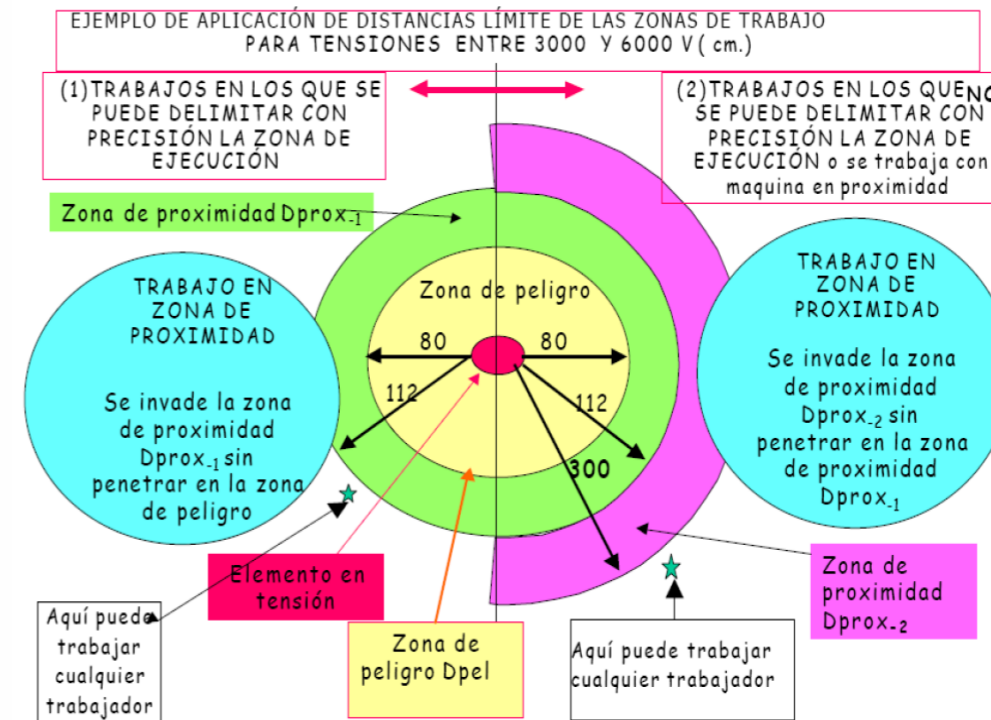 EJEMPLO DE APLICACIÓN DE DISTANCIAS LÍMITE DE LAS ZONAS DE TRABAJO
PARA TENSIONES ENTRE 3000 Y 6000 V ( cm.)
(1)TRABAJOS EN LOS QUE SE
PUEDE DELIMITAR CON
PRECISIÓN LA ZONA DE
EJECUCIÓN
(2)TRABAJOS EN LOS QUE NO
SE PUEDE DELIMITAR CON
PRECISIÓN LA ZONA DE
EJECUCIÓN o se trabaja con
maquina en proximidad
Zona de proximidad Dprox-1
TRABAJO EN
ZONA DE
PROXIMIDAD
Se invade la zona
de proximidad
Dprox-1 sin
penetrar en la zona
de peligro
Zona de peligro
80
80
112
112
300
TRABAJO EN
ZONA DE
PROXIMIDAD
Se invade la zona
de proximidad
Dprox-2 sin
penetrar en la zona
de proximidad
Dprox-1
Elemento en
tensión
Zona de
proximidad
Dprox-2
Aquí puede
trabajar
cualquier
trabajador
Zona de
peligro Dpel
Aquí puede trabajar
cualquier trabajador